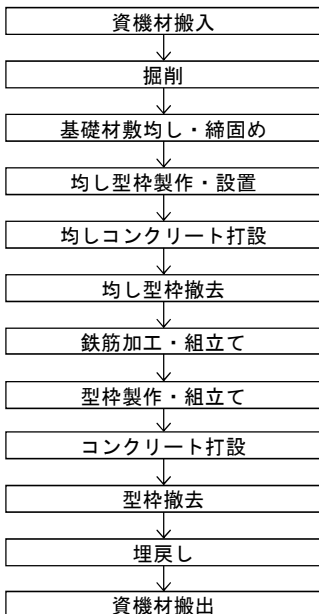 資機材搬入
掘削
基礎材敷均し・締固め
均し型枠製作・設置
均しコンクリート打設
均し型枠撤去
鉄筋加工・組立て
型枠製作・組立て
コンクリート打設
型枠撤去
埋戻し
資機材搬出